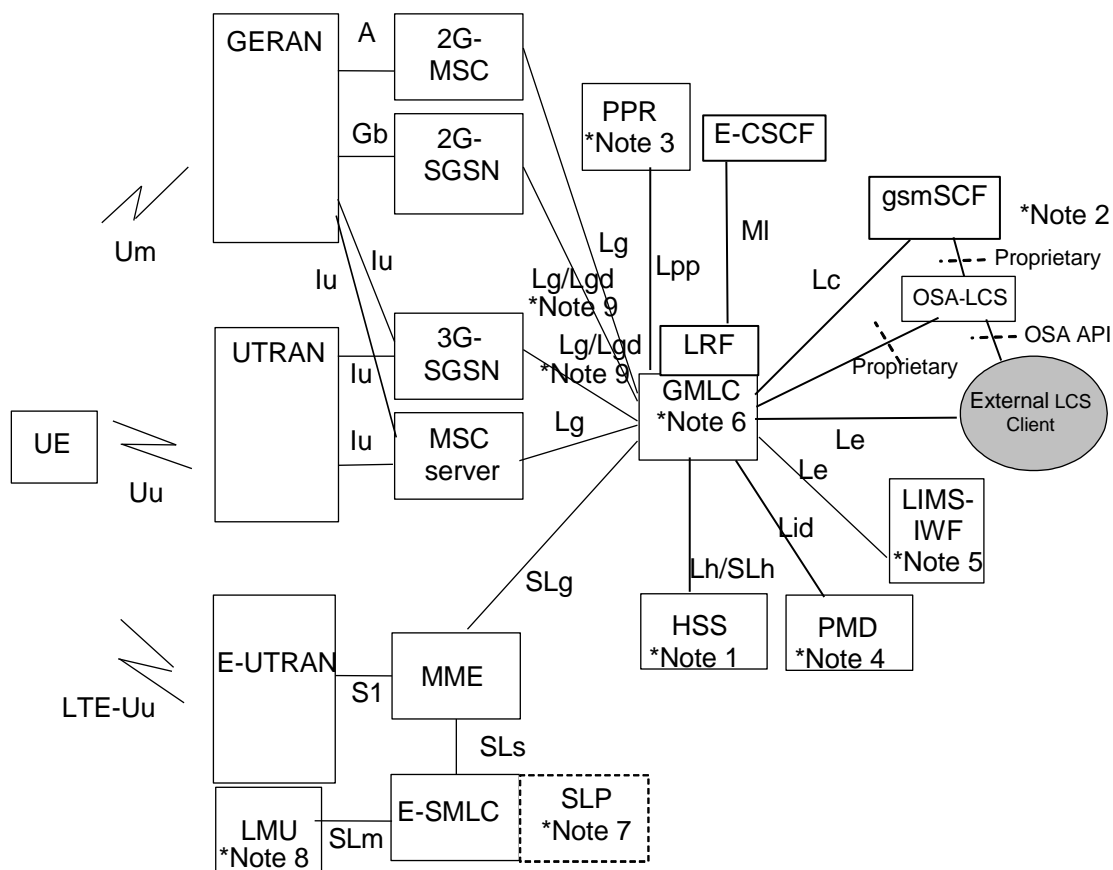 GERAN
A
2G-
MSC
Gb
2G-
SGSN
PPR
*Note 3
E-CSCF
gsmSCF
*Note 2
Um
Iu
Iu
Lg
Lpp
Ml
Lc
Proprietary
OSA-LCS
Lg/Lgd
*Note 9
UTRAN
Iu
3G-
SGSN
Lg/Lgd
*Note 9
LRF
Proprietary
OSA API
GMLC
*Note 6
External LCS
Client
UE
Uu
Iu
MSC
server
Lg
Le
Le
LIMS-
IWF
*Note 5
Lid
SLg
Lh/SLh
HSS
*Note 1
PMD
*Note 4
E-UTRAN
LTE-Uu
S1
MME
SLs
E-SMLC
SLP
*Note 7
LMU
*Note 8
SLm